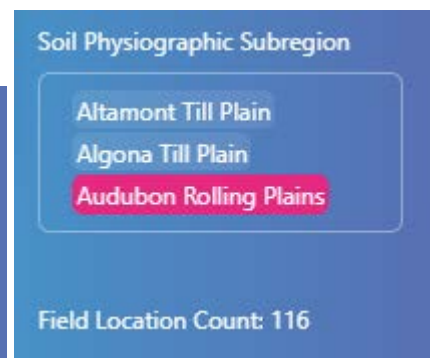 Soil Physiographic Subregion
Altamont Till Plain
Algona Till Plain
Audubon Rolling Plains
Field Location Count: 116